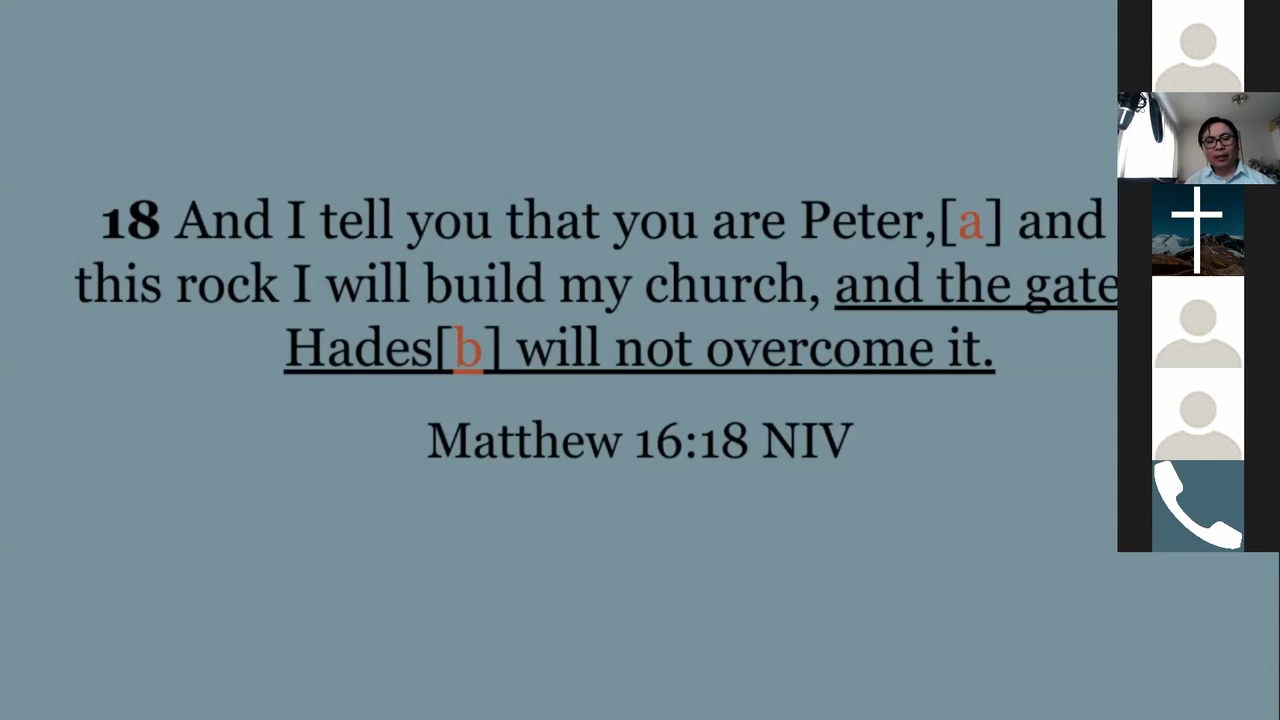 18 And I tell you that you are Peter,[a] and
this rock I will build my church, and the gate
Hades[b] will not overcome it.
Matthew 16:18 NIV